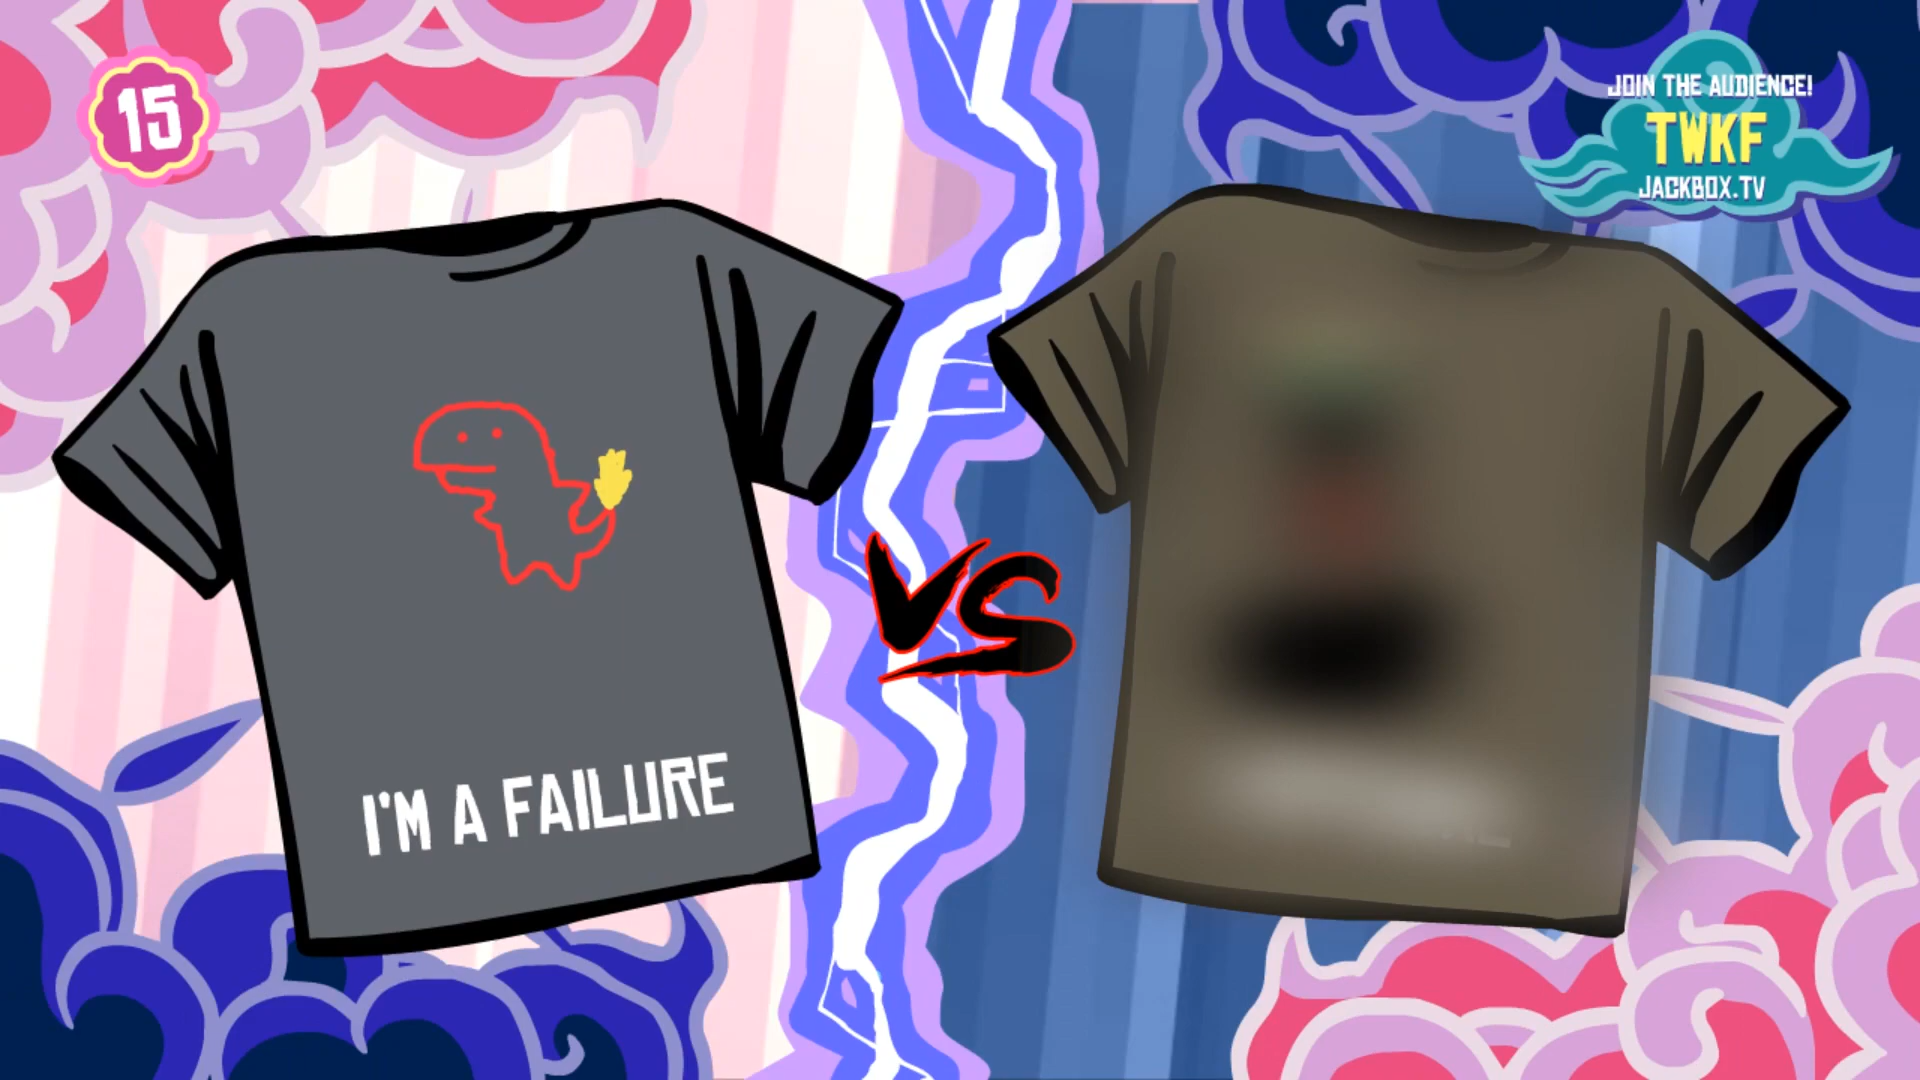 15
JOIN THE AUDIENCE!
TWKF
JACKBOX.TV
VS
I'M A FAILURE